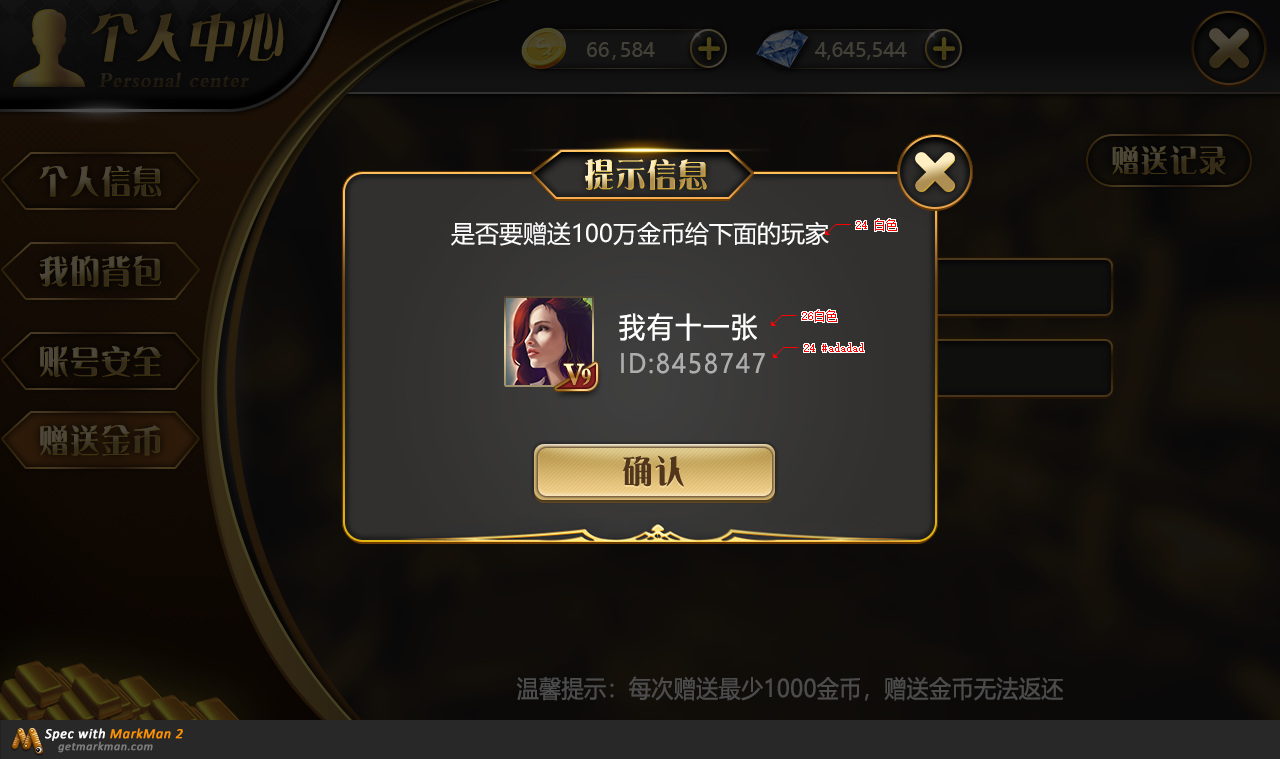 个人中心
Personal center
66,584
4,645,544
提示信息
赠送记录
个人信息
我的背包
账号安全
赠送金币
是否要赠送100万金币给下面的玩家
24 白色
我有十一张
26白色
ID:8458747
24 #adadad
V9
确认
温馨提示：每次赠送最少1000金币，赠送金币无法返还
Spec with MarkMan 2
getmarkman.com